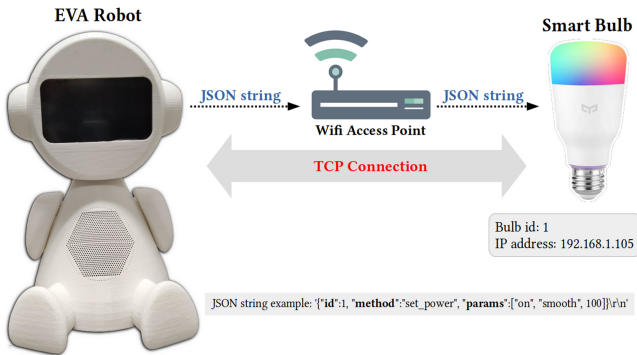 EVA Robot
Smart Bulb
JSON string
JSON string
Wifi Access Point
TCP Connection
Bulb id: 1
IP address: 192.168.1.105
JSON string example: '{"id":1, "method":"set_power", "params":["on", "smooth", 100]}\r\n'